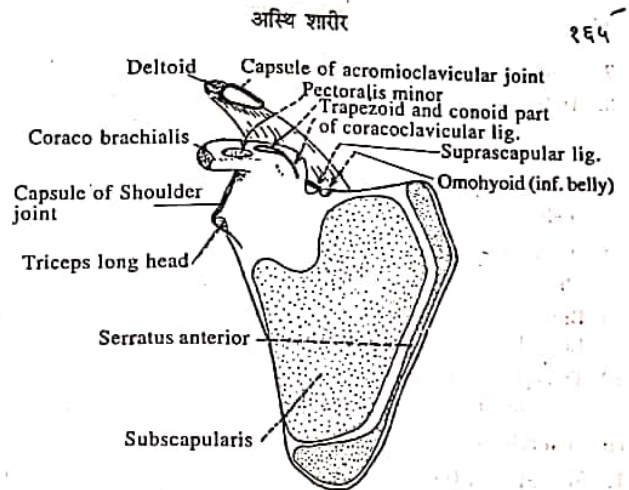 अस्थि शारीर
१६५
Deltoid
Capsule of acromioclavicular joint
Pectoralis minor
Trapezoid and conoid part
of coracoclavicular lig.
Coraco brachialis
Suprascapular lig.
Omohyoid (inf. belly)
Capsule of Shoulder
joint
Triceps long head
Serratus anterior
Subscapularis